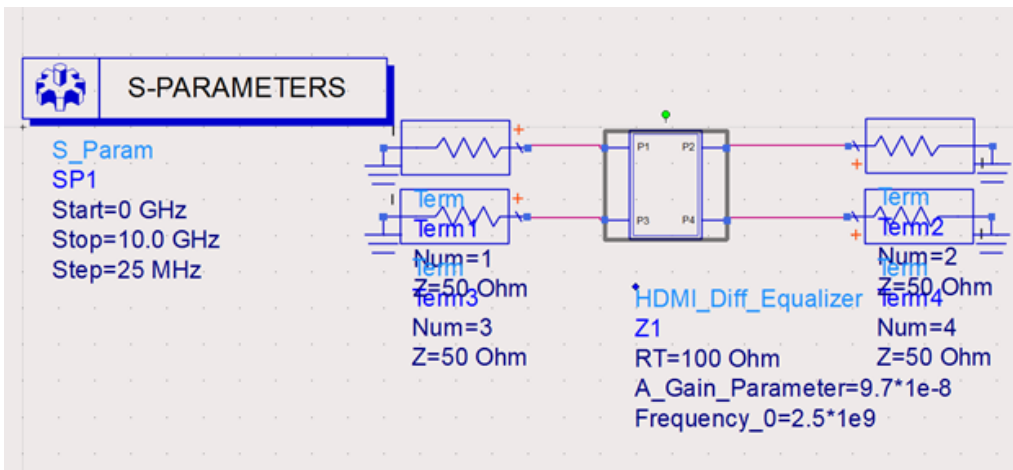 S-PARAMETERS
S_Param
SP1
Start=0 GHz
Stop=10.0 GHz
Step=25 MHz
Term
Term1
Num=1
Z=50 Ohm
Term
Term3
Num=3
Z=50 Ohm
P1
P2
P3
P4
HDMI_Diff_Equalizer
Z1
RT=100 Ohm
A_Gain_Parameter=9.7*1e-8
Frequency_0=2.5*1e9
Term
Term2
Num=2
Z=50 Ohm
Term
Term4
Num=4
Z=50 Ohm